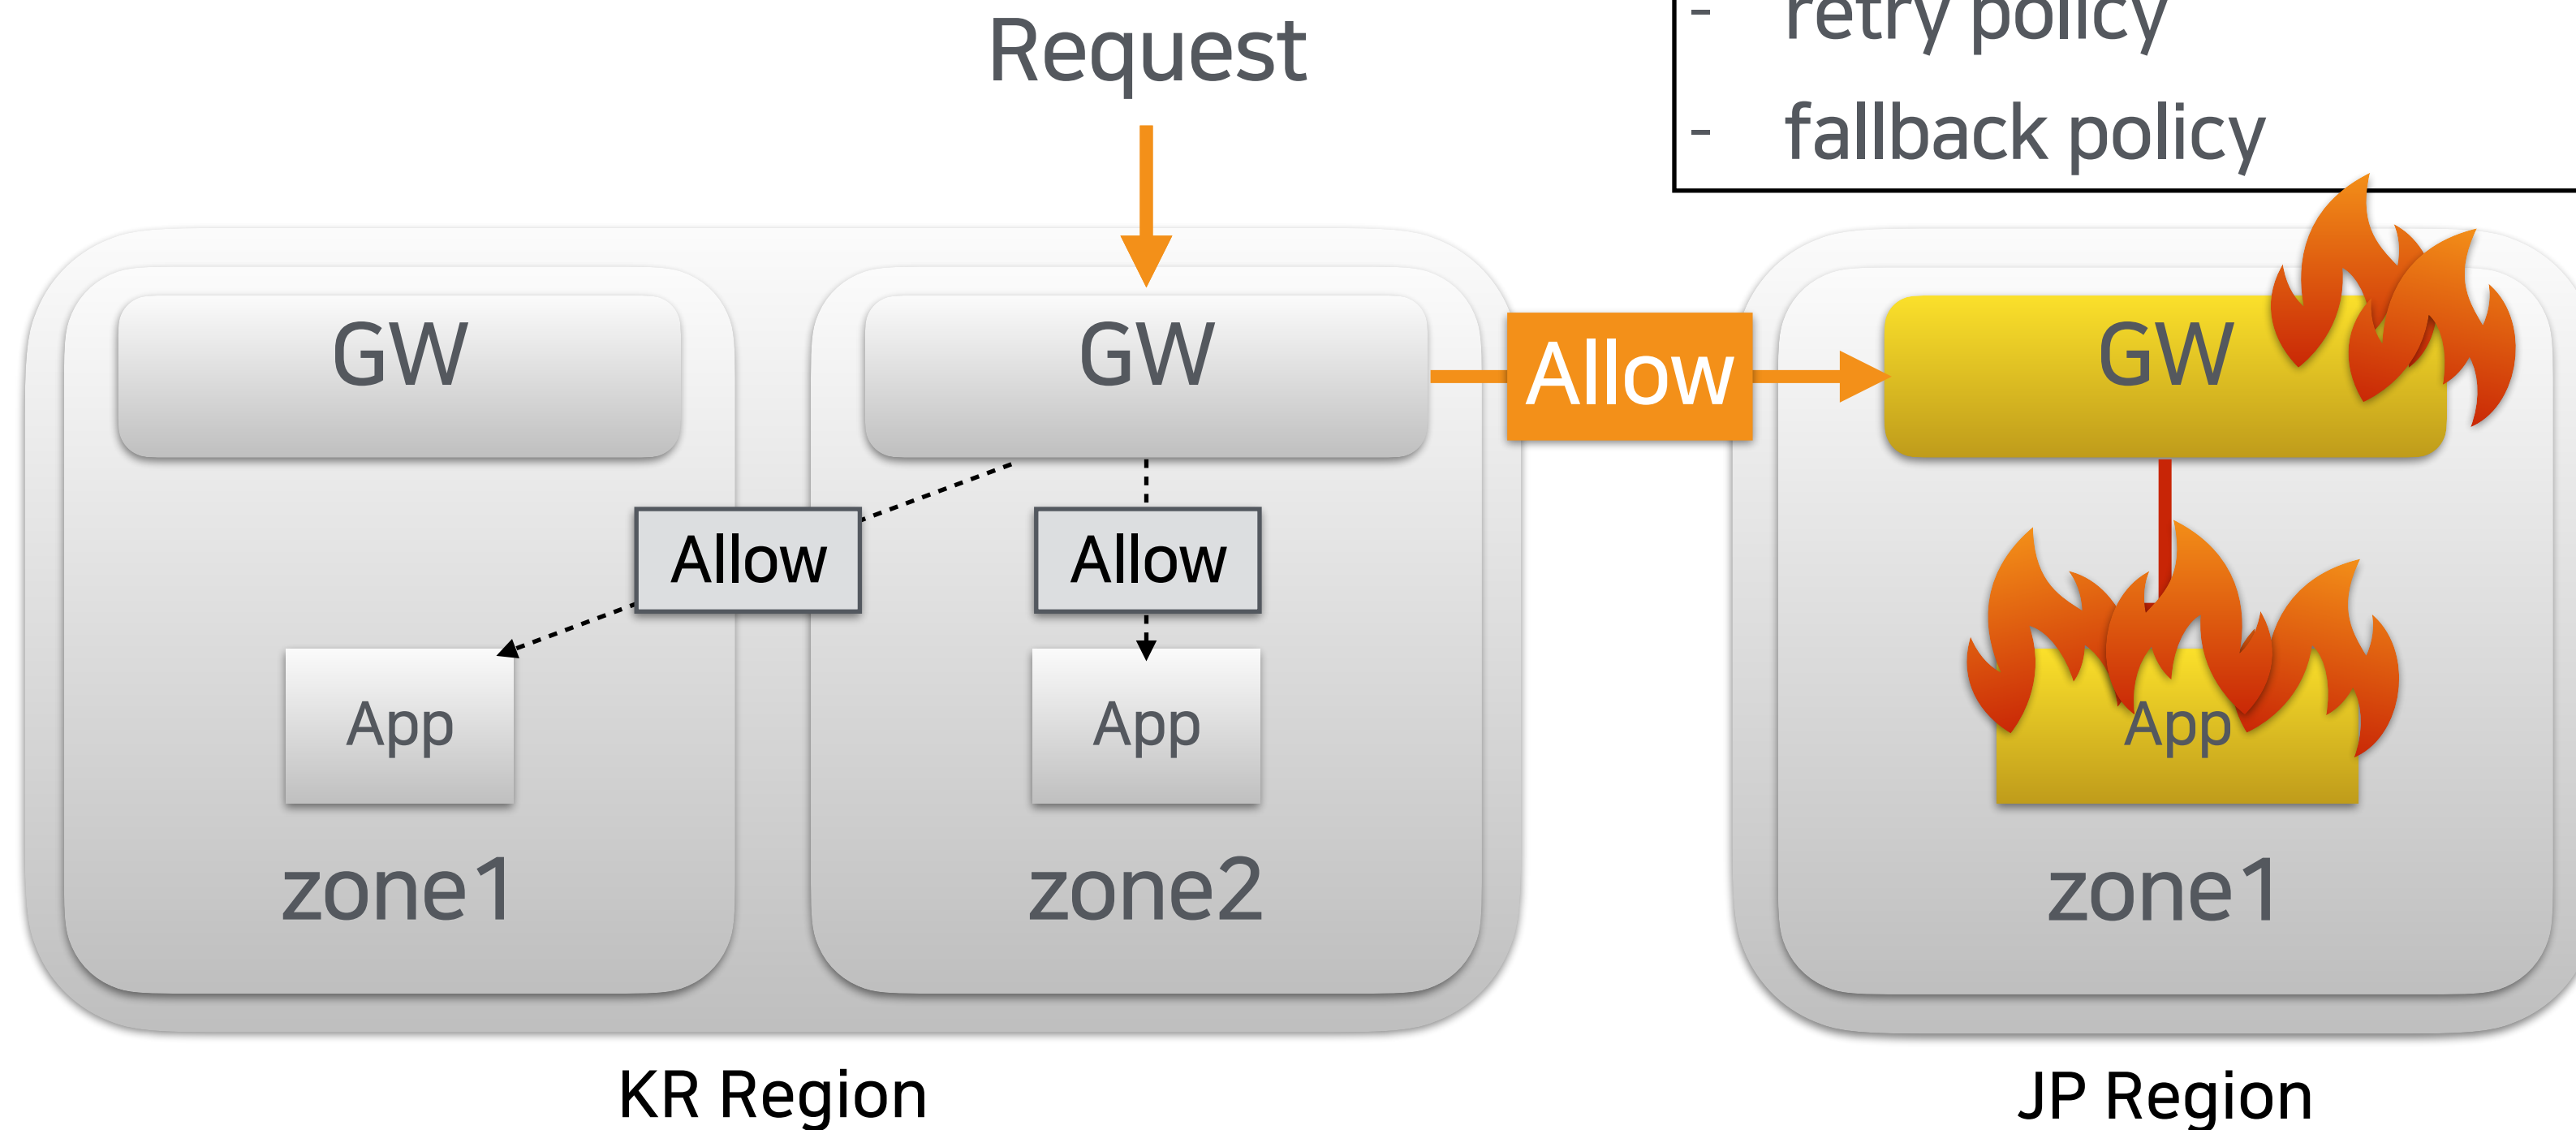 Request
- retry policy
- fallback policy
GW
GW
Allow
GW
Allow
Allow
App
App
App
zone1
zone2
zone1
KR Region
JP Region